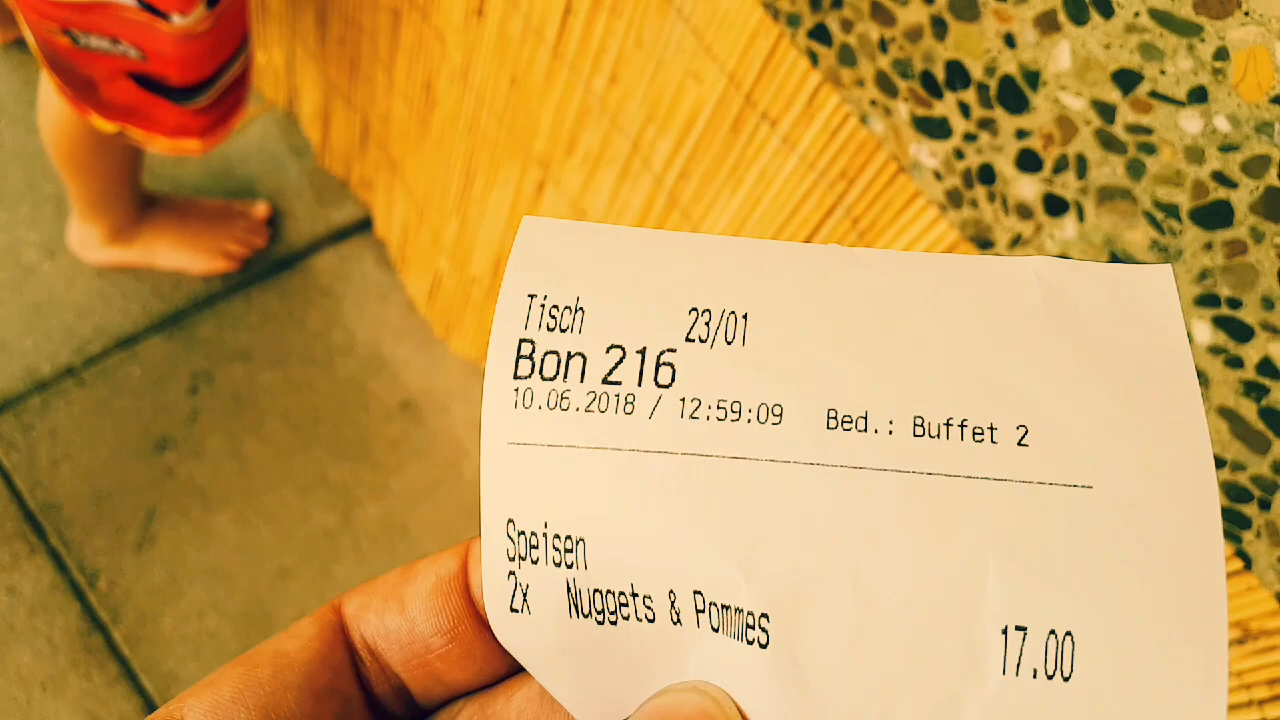 Tisch 23/01
Bon 216
10.06.2018 / 12:59:09 Bed.: Buffet 2
Speisen
2x Nuggets & Pommes 17.00